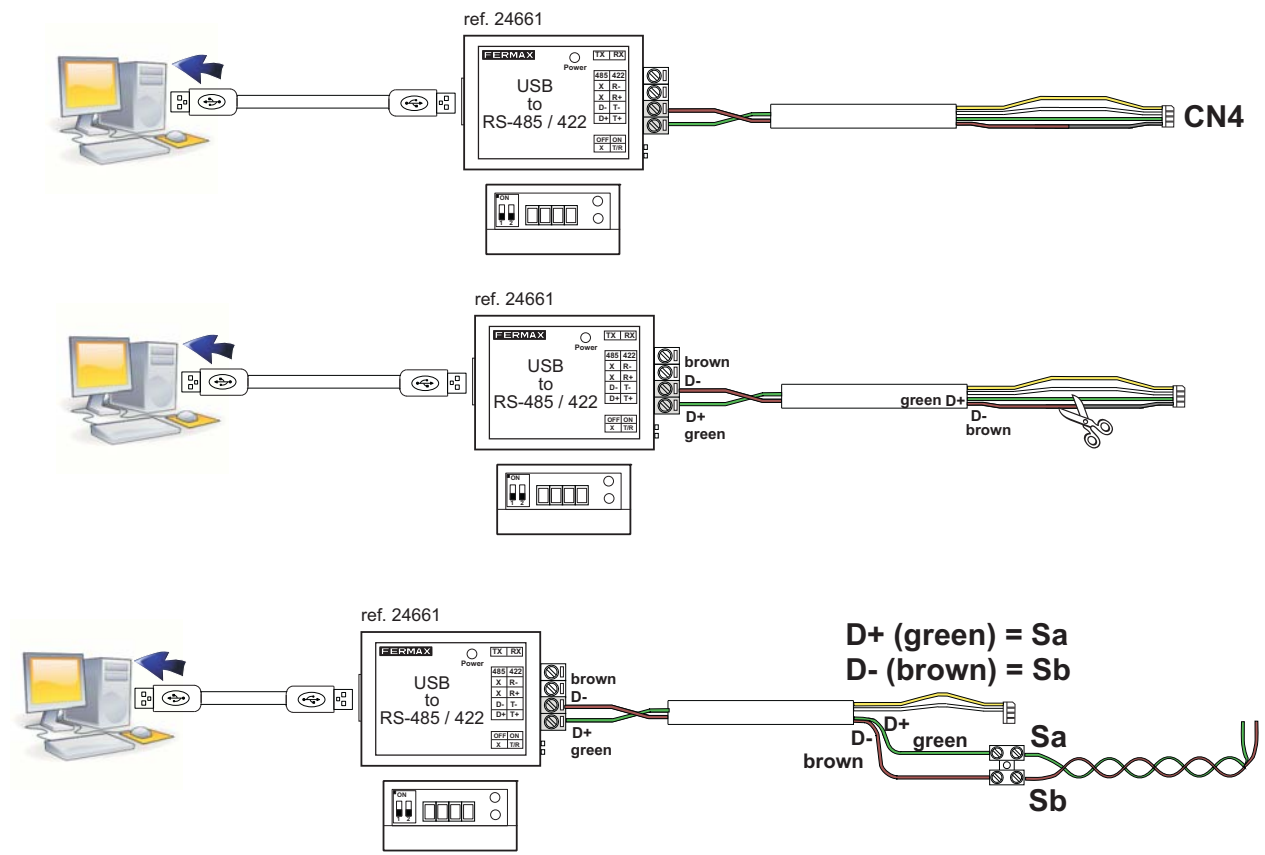 ref. 24661
FERMAX
Power
TX RX
USB
to
RS-485 / 422
485 422
X R-
X R+
D- T-
D+ T+
OFF ON
X T/R
CN4
ON
1 2
ref. 24661
FERMAX
Power
TX RX
USB
to
RS-485 / 422
485 422
X R-
X R+
D- T-
D+ T+
OFF ON
X T/R
brown
D-
D+
green
green D+
D-
brown
ON
1 2
ref. 24661
FERMAX
Power
TX RX
USB
to
RS-485 / 422
485 422
X R-
X R+
D- T-
D+ T+
OFF ON
X T/R
brown
D-
D+
green
D+ (green) = Sa
D- (brown) = Sb
D+
D-
green
brown
Sa
Sb
ON
1 2